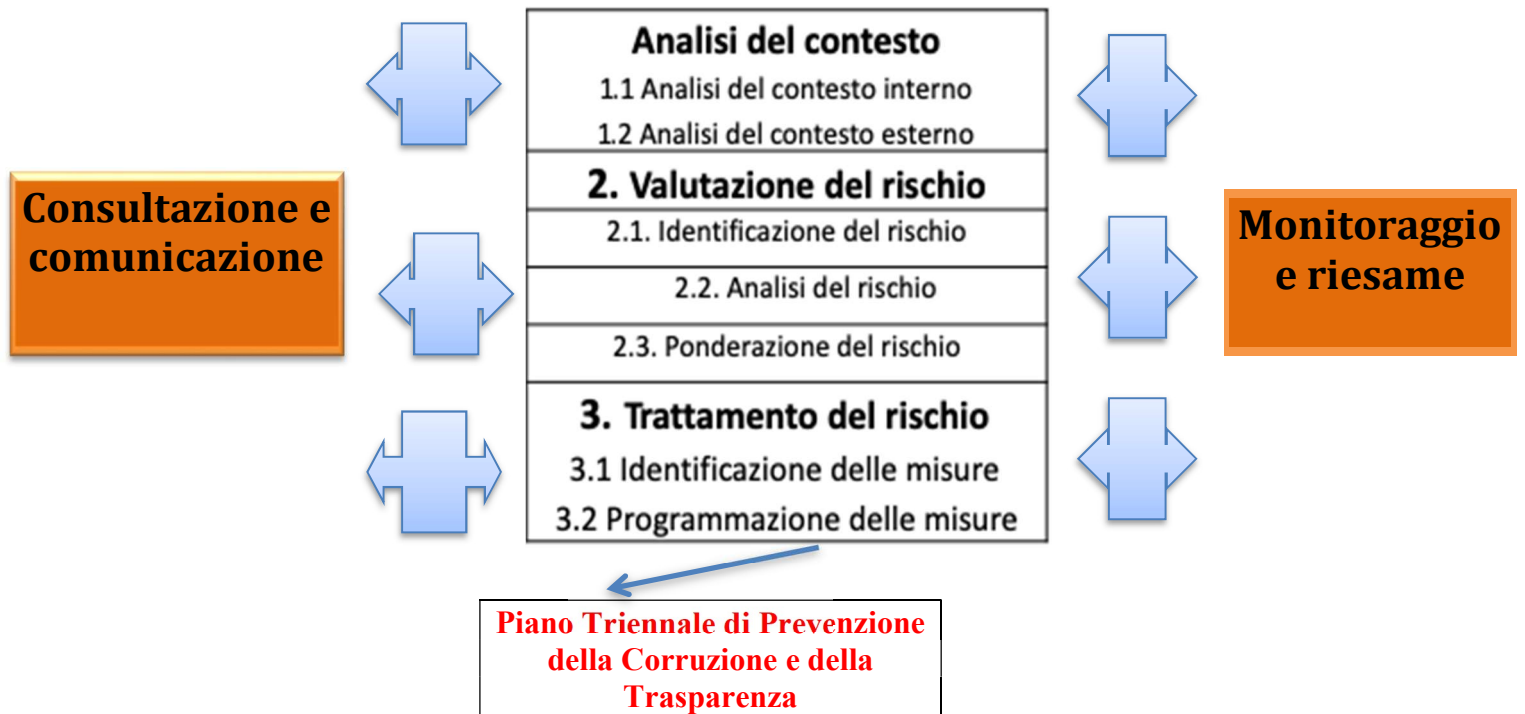 Consultazione e
comunicazione
Analisi del contesto
1.1 Analisi del contesto interno
1.2 Analisi del contesto esterno
2. Valutazione del rischio
2.1. Identificazione del rischio
2.2. Analisi del rischio
2.3. Ponderazione del rischio
3. Trattamento del rischio
3.1 Identificazione delle misure
3.2 Programmazione delle misure
Monitoraggio
e riesame
Piano Triennale di Prevenzione
della Corruzione e della
Trasparenza